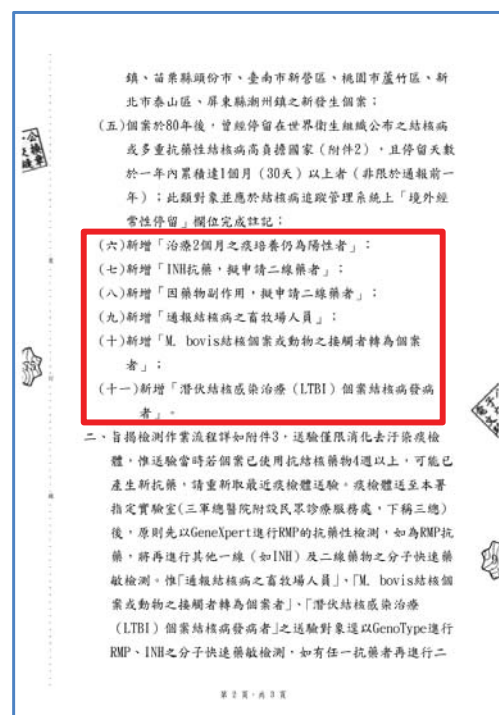 鎮、苗栗縣頭份市、臺南市新營區、桃園市蘆竹區、新
北市泰山區、屏東縣潮州鎮之新發生個案；
(五)個案於80年後，曾經停留在世界衛生組織公布之結核病
或多重抗藥性結核病高負擔國家（附件2），且停留天數
於一年內累積達1個月（30天）以上者（非限於通報前一
年）；此類對象並應於結核病追蹤管理系統上「境外經
常性停留」欄位完成註記；
(六)新增「治療2個月之痰培養仍為陽性者」；
(七)新增「INH抗藥，擬申請二線藥者」；
(八)新增「因藥物副作用，擬申請二線藥者」；
(九)新增「通報結核病之畜牧場人員」；
(十)新增「M. bovis結核個案或動物之接觸者轉為個案
者」；
(十一)新增「潛伏結核感染治療（LTBI）個案結核病發病
者」。
二、旨揭檢測作業流程詳如附件3，送驗僅限消化去汙染痰檢
體，惟送驗當時若個案已使用抗結核藥物4週以上，可能已
產生新抗藥，請重新取最近痰檢體送驗。痰檢體送至本署
指定實驗室(三軍總醫院附設民眾診療服務處，下稱三總)
後，原則先以GeneXpert進行RMP的抗藥性檢測，如為RMP抗
藥，將再進行其他一線（如INH）及二線藥物之分子快速藥
敏檢測。惟「通報結核病之畜牧場人員」、「M. bovis結核個
案或動物之接觸者轉為個案者」、「潛伏結核感染治療
（LTBI）個案結核病發病者」之送驗對象逕以GenoType進行
RMP、INH之分子快速藥敏檢測，如有任一抗藥者再進行二
第 2 頁，共 3 頁